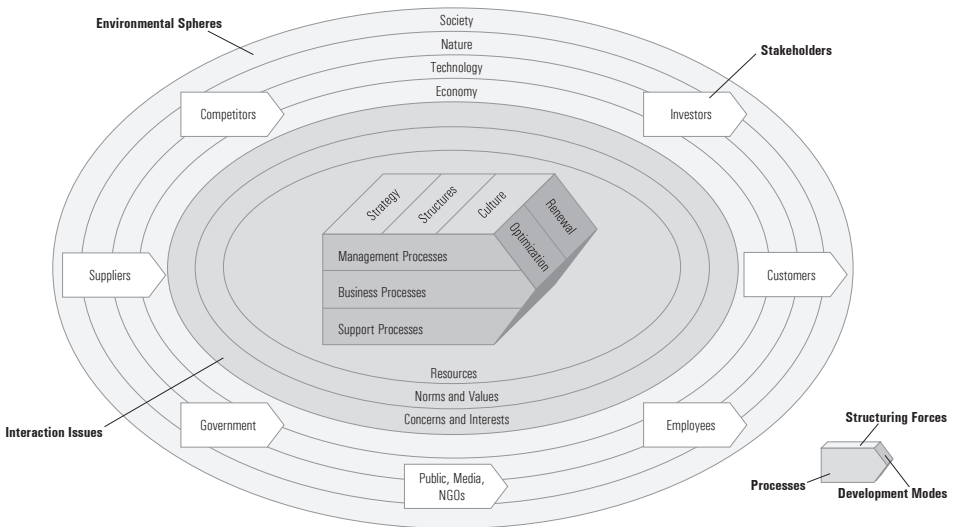 Environmental Spheres
Society
Nature
Stakeholders
Technology
Economy
Competitors
Investors
Strategy
Structures
Culture
Renewal
Optimization
Management Processes
Suppliers
Customers
Business Processes
Support Processes
Resources
Norms and Values
Concerns and Interests
Interaction Issues
Government
Employees
Structuring Forces
Public, Media,
NGOs
Processes
Development Modes